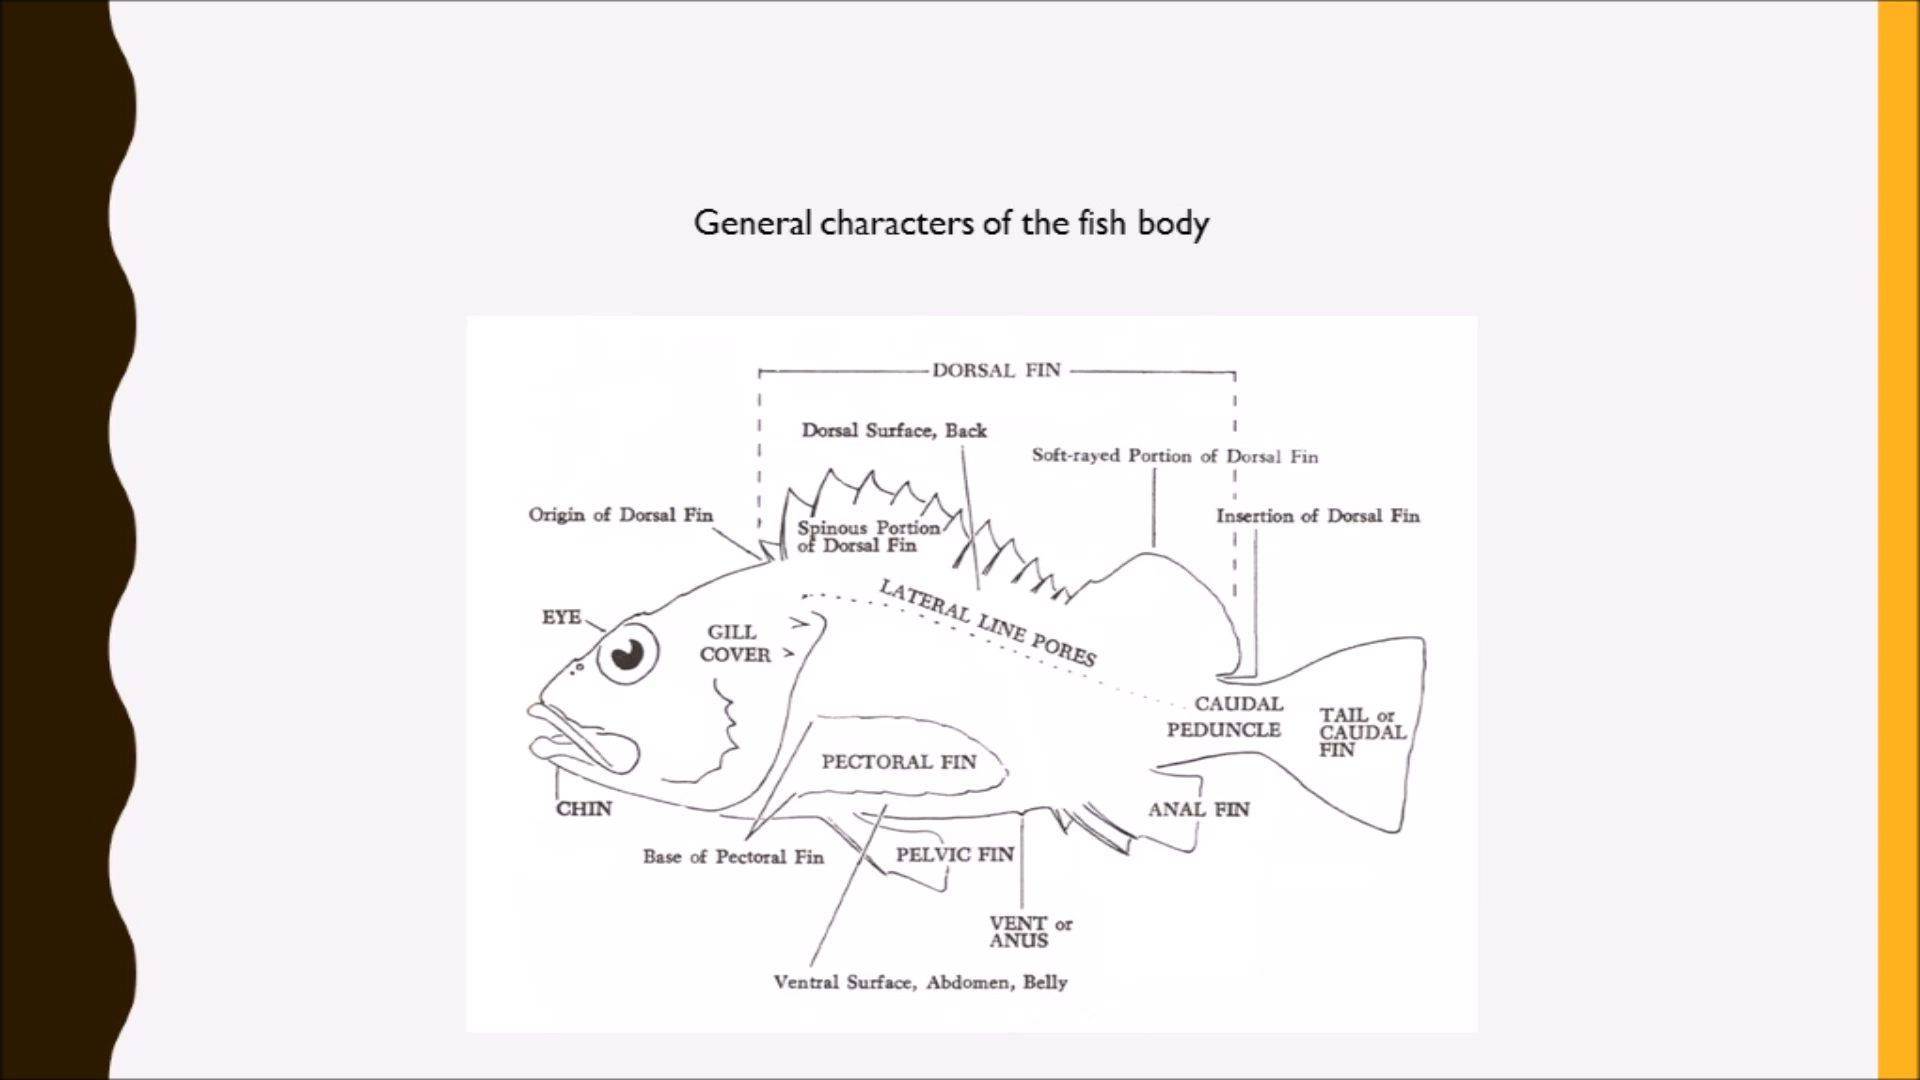 General characters of the fish body
DORSAL FIN
Dorsal Surface, Back
Soft-rayed Portion of Dorsal Fin
Origin of Dorsal Fin
Insertion of Dorsal Fin
Spinous Portion
of Dorsal Fin
LATERAL LINE PORES
EYE
GILL
COVER
CAUDAL
PEDUNCLE
TAIL or
CAUDAL
FIN
PECTORAL FIN
CHIN
ANAL FIN
Base of Pectoral Fin
PELVIC FIN
VENT or
ANUS
Ventral Surface, Abdomen, Belly